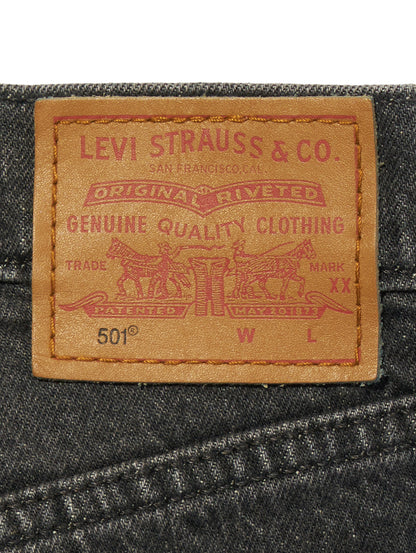 LEVI STRAUSS & CO.
SAN FRANCISCO, CAL
ORIGINAL RIVETED
GENUINE QUALITY CLOTHING
TRADE MARK
XX
PATENTED MAY 20 1873
501® W L